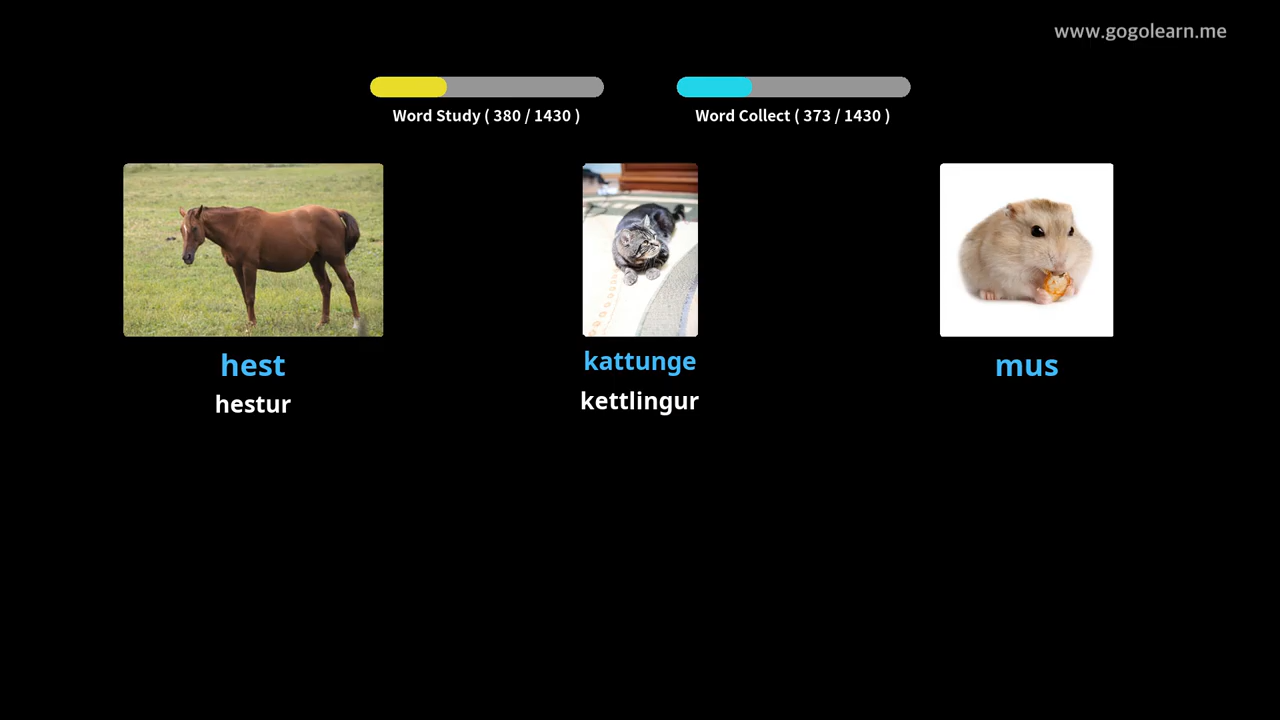 www.gogolearn.me
Word Study ( 380 / 1430 )
Word Collect ( 373 / 1430 )
hest
kattunge
mus
hestur
kettlingur